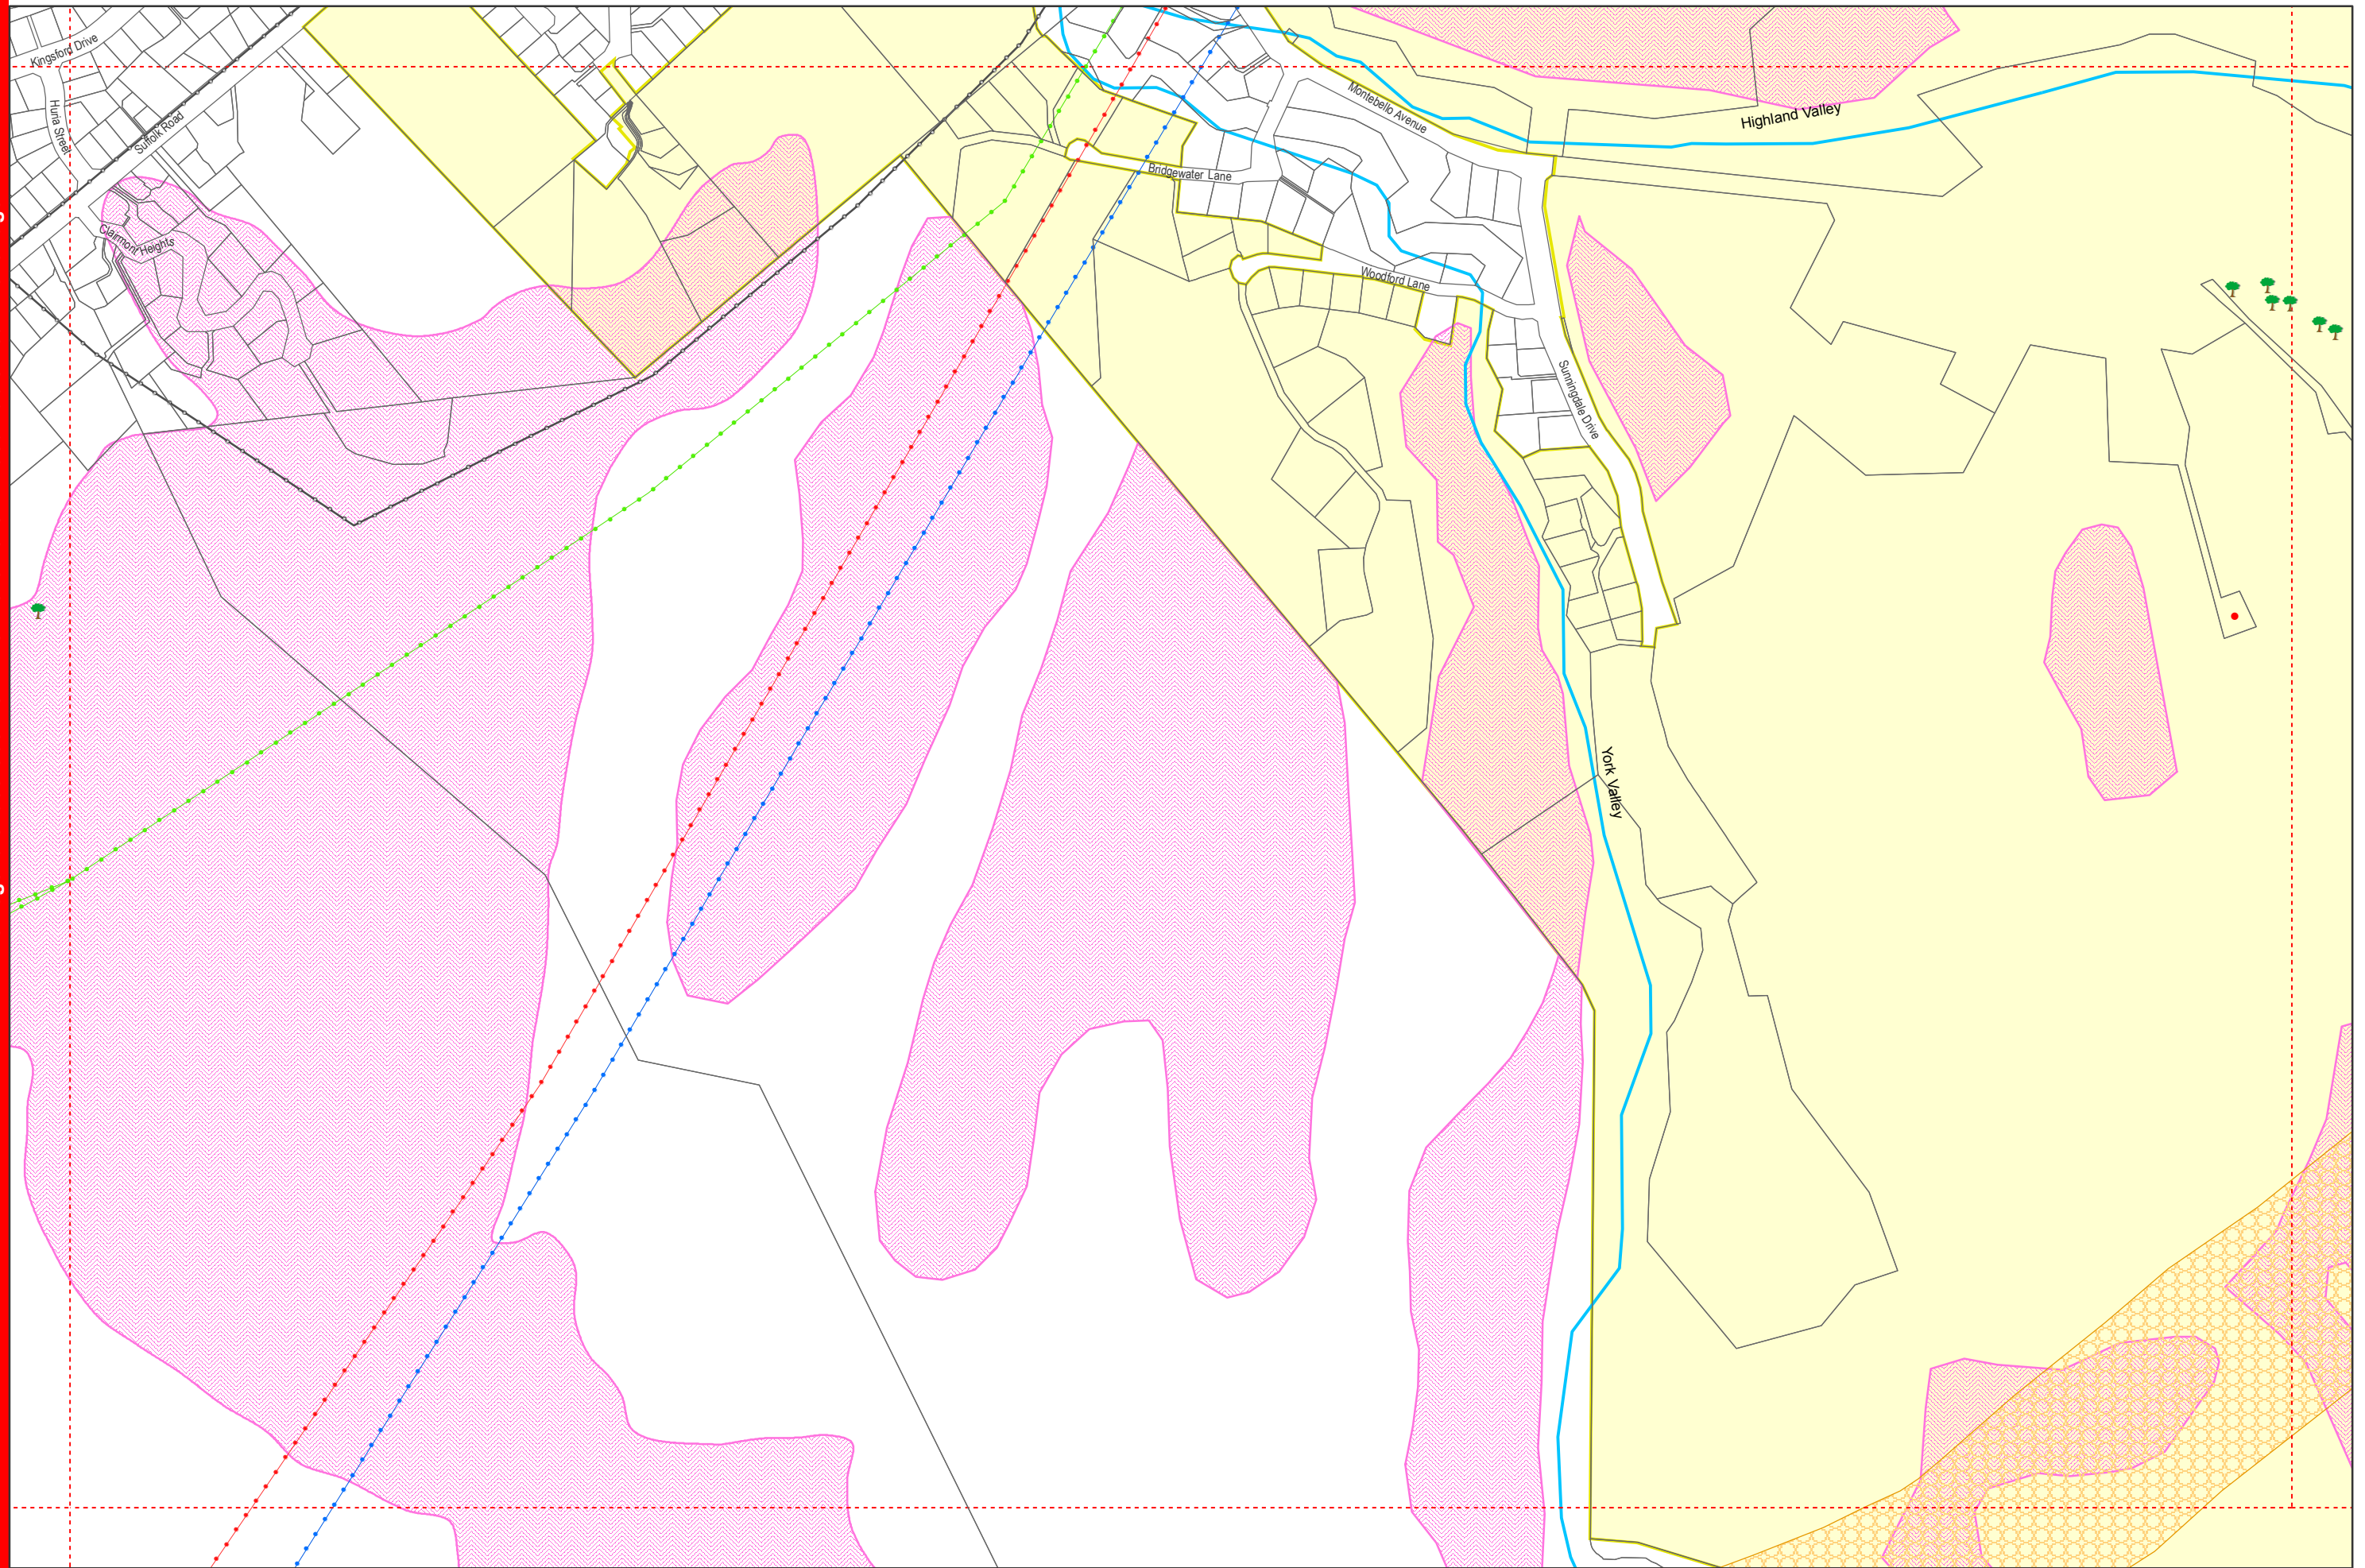 Kingsford Drive
Huria Street
Suffolk Road
Clairmont Heights
Montebello Avenue
Highland Valley
Bridgewater Lane
Woodford Lane
Sunningdale Drive
York Valley